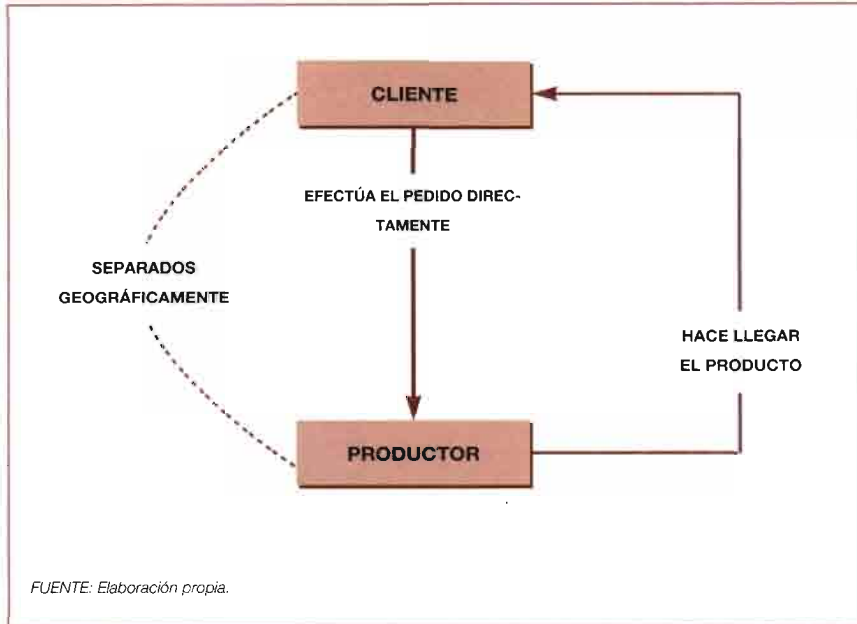 CLIENTE
EFECTÚA EL PEDIDO DIREC-
TAMENTE
SEPARADOS
GEOGRÁFICAMENTE
HACE LLEGAR
EL PRODUCTO
PRODUCTOR
FUENTE: Elaboración propia.